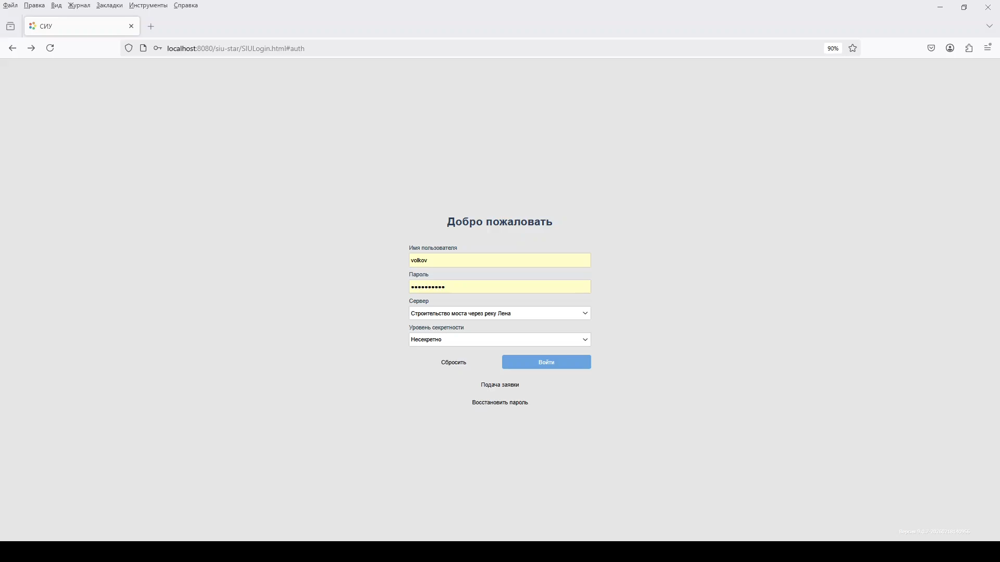 Файл Правка Вид Журнал Закладки Инструменты Справка
СИУ
localhost:8080/siu-star/SIULogin.html#auth
90%
Добро пожаловать
Имя пользователя
volkov
Пароль
••••••••••
Сервер
Строительство моста через реку Лена
Уровень секретности
Несекретно
Сбросить
Войти
Подача заявки
Восстановить пароль
Версия 9.0.7-20260218140956